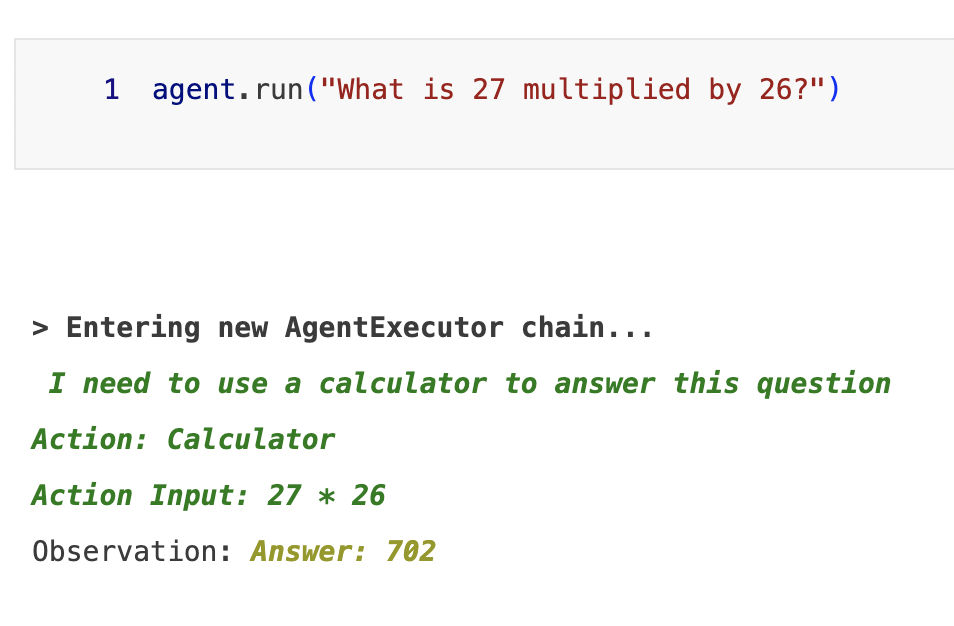 1 agent.run("What is 27 multiplied by 26?")
> Entering new AgentExecutor chain...
I need to use a calculator to answer this question
Action: Calculator
Action Input: 27 * 26
Observation: Answer: 702